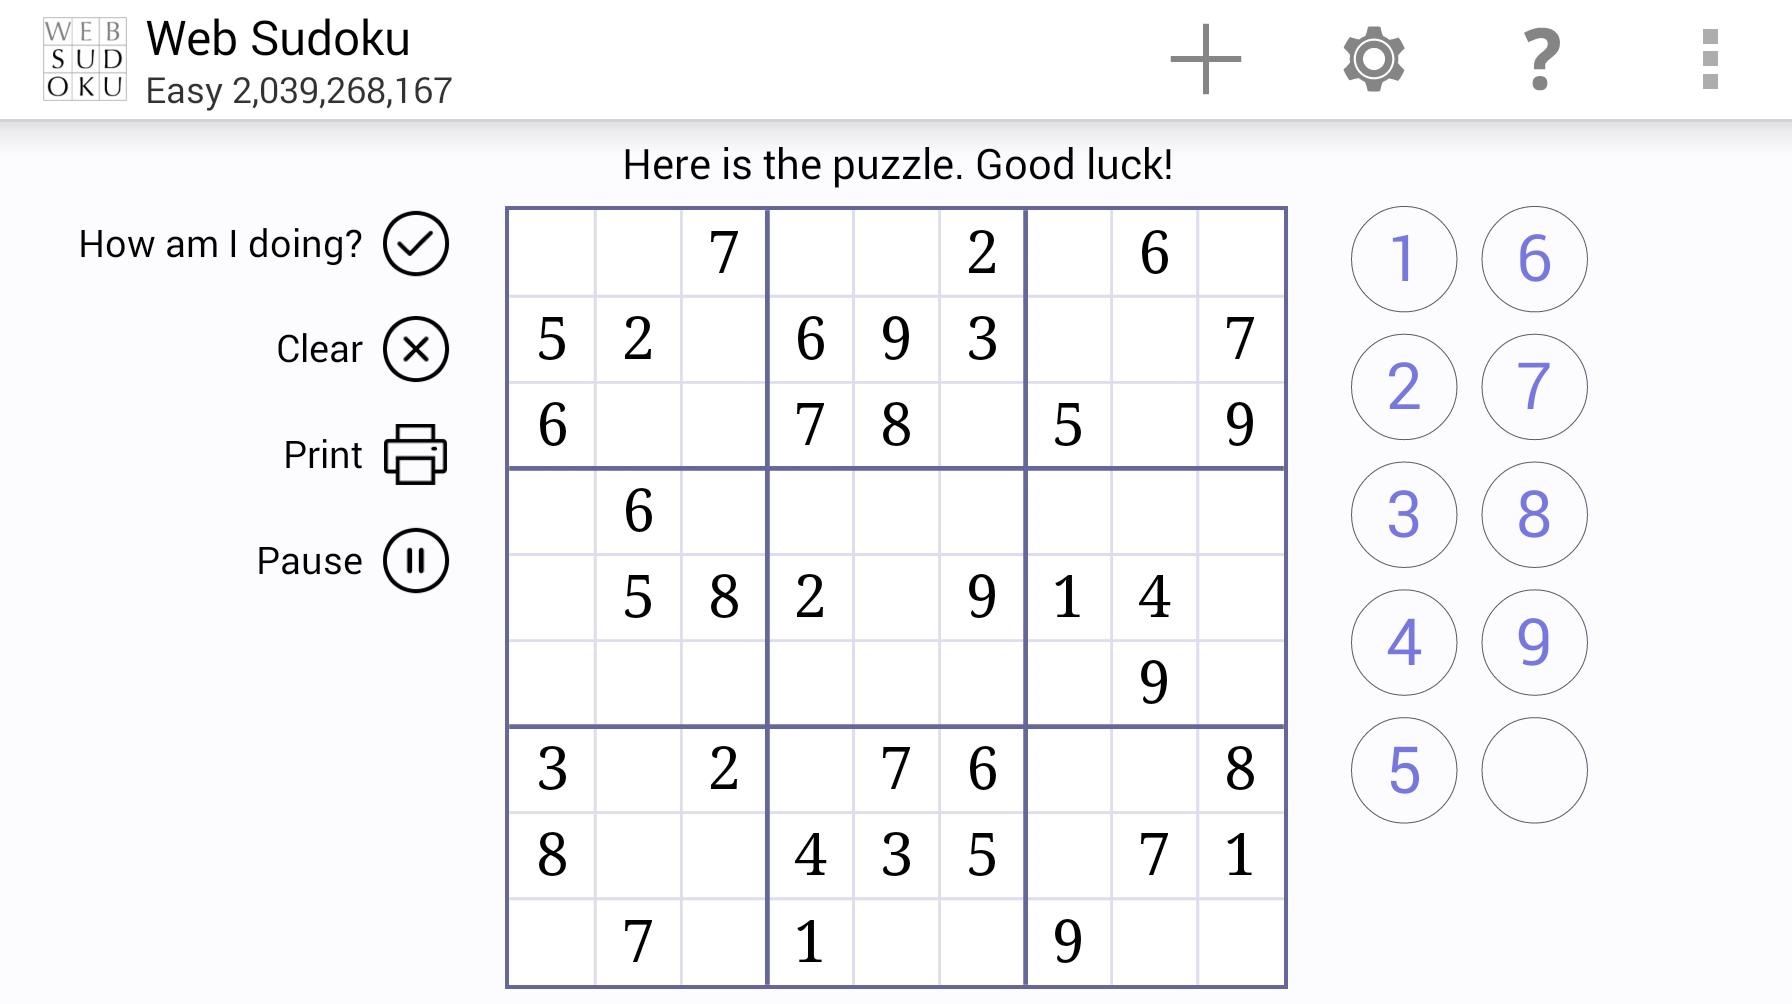 WEB
SUD
OKU
Web Sudoku
Easy 2,039,268,167
?
Here is the puzzle. Good luck!
How am I doing?
Clear
Print
Pause
7 2 6
5 2 6 9 3 7
6 7 8 5 9
6
5 8 2 9 1 4
9
3 2 7 6 8
8 4 3 5 7 1
7 1 9
1 6
2 7
3 8
4 9
5